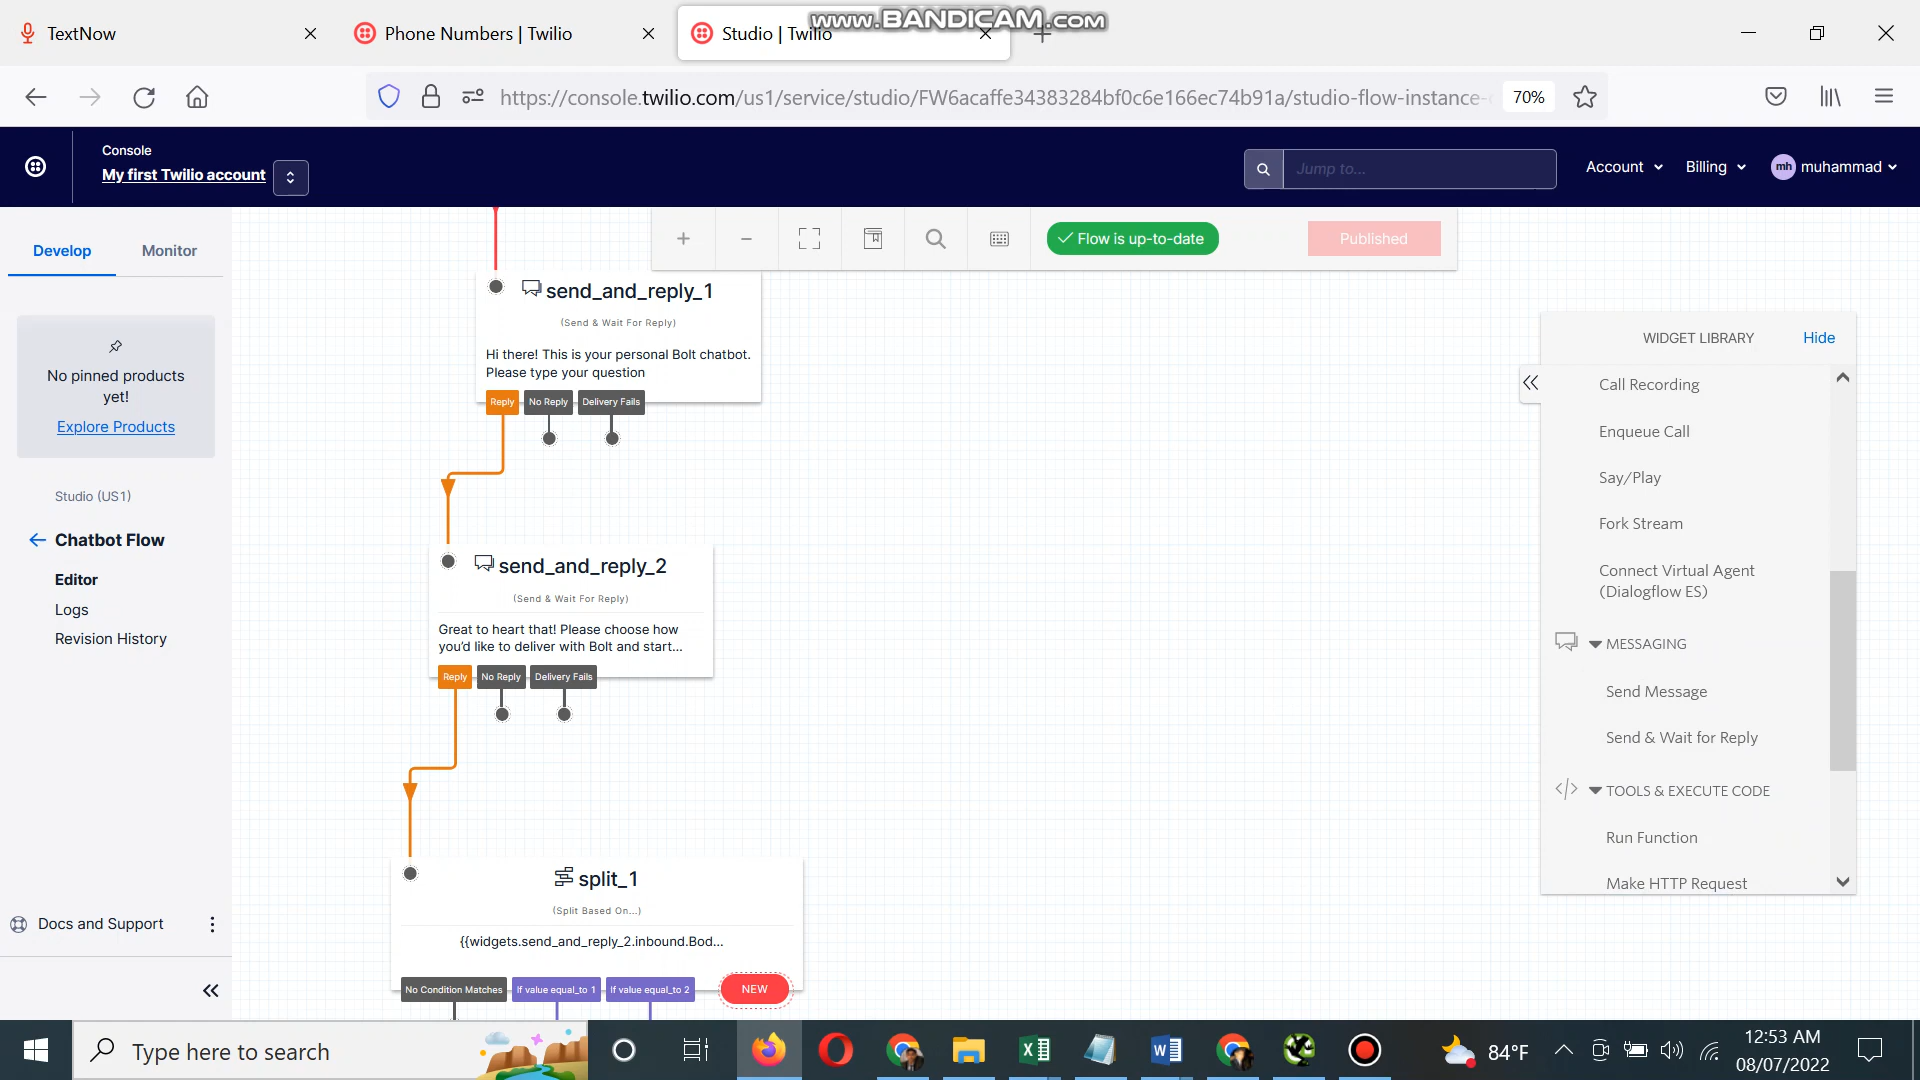 www.BANDICAM.com
TextNow
Phone Numbers | Twilio
Studio | Twilio
https://console.twilio.com/us1/service/studio/FW6acaffe34383284bf0c6e166ec74b91a/studio-flow-instance-
70%
Console
My first Twilio account
Jump to...
Account
Billing
mh
muhammad
Develop
Monitor
No pinned products
yet!
Explore Products
Studio (US1)
Chatbot Flow
Editor
Logs
Revision History
Docs and Support
Flow is up-to-date
Published
send_and_reply_1
(Send & Wait For Reply)
Hi there! This is your personal Bolt chatbot.
Please type your question
Reply
No Reply
Delivery Fails
send_and_reply_2
(Send & Wait For Reply)
Great to heart that! Please choose how
you'd like to deliver with Bolt and start...
Reply
No Reply
Delivery Fails
split_1
(Split Based On...)
{{widgets.send_and_reply_2.inbound.Bod...
No Condition Matches
If value equal_to 1
If value equal_to 2
NEW
WIDGET LIBRARY
Hide
Call Recording
Enqueue Call
Say/Play
Fork Stream
Connect Virtual Agent
(Dialogflow ES)
MESSAGING
Send Message
Send & Wait for Reply
TOOLS & EXECUTE CODE
Run Function
Make HTTP Request
Type here to search
84°F
12:53 AM
08/07/2022